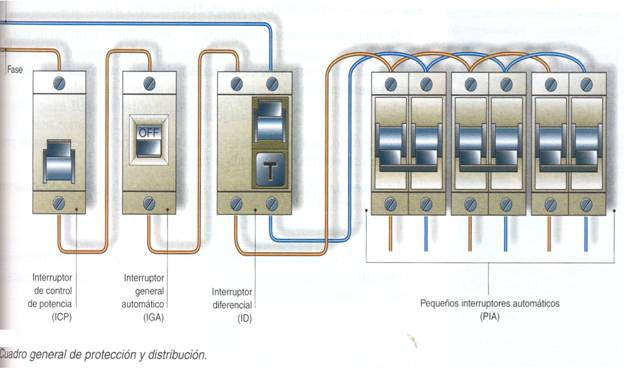 Fase
OFF
T
Interruptor
de control
de potencia
(ICP)
Interruptor
general
automático
(IGA)
Interruptor
diferencial
(ID)
Pequeños interruptores automáticos
(PIA)
Cuadro general de protección y distribución.